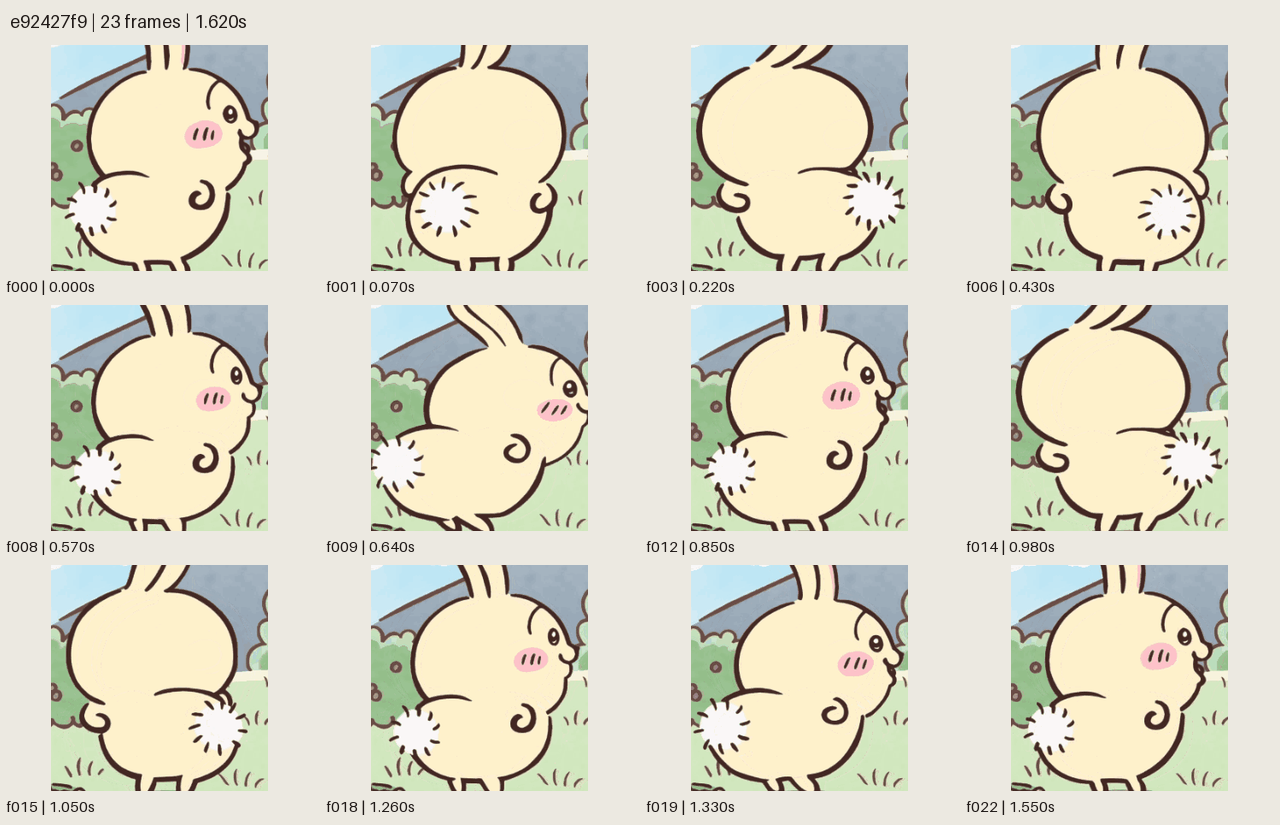 e92427f9 | 23 frames | 1.620s
f000 | 0.000s
f001 | 0.070s
f003 | 0.220s
f006 | 0.430s
f008 | 0.570s
f009 | 0.640s
f012 | 0.850s
f014 | 0.980s
f015 | 1.050s
f018 | 1.260s
f019 | 1.330s
f022 | 1.550s